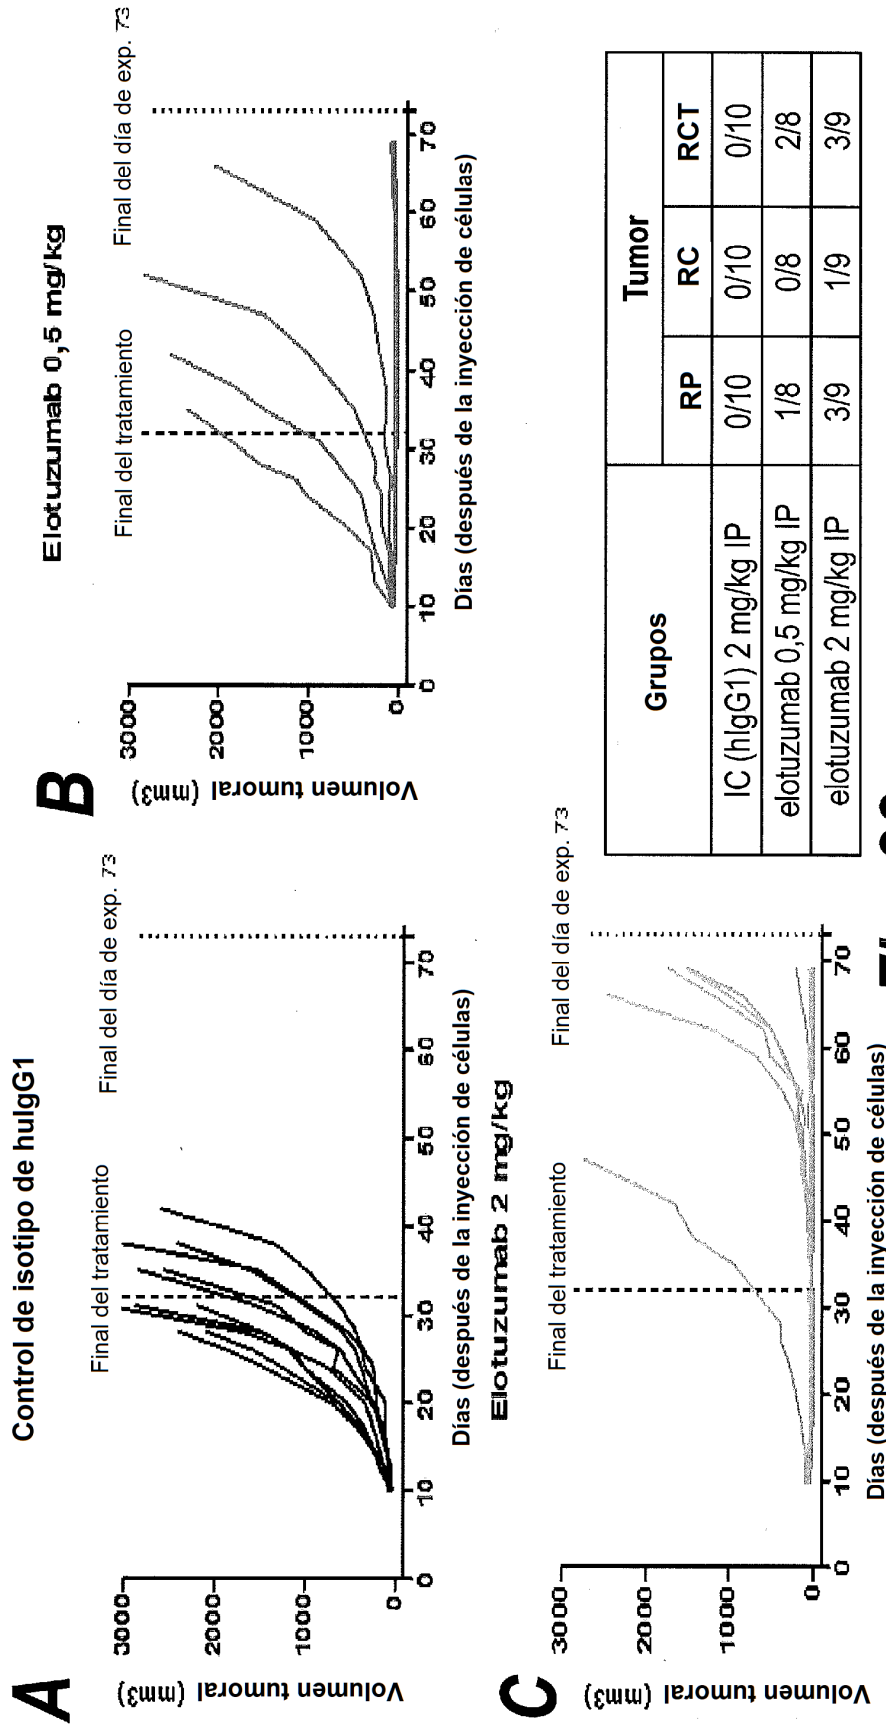 A
Control de isotipo de huIgG1
Final del tratamiento
Final del día de exp. 73
Volumen tumoral (mm3)
3000
2000
1000
0
0 10 20 30 40 50 60 70
Días (después de la inyección de células)
B
Elotuzumab 0,5 mg/kg
Final del tratamiento
Final del día de exp. 73
Volumen tumoral (mm3)
3000
2000
1000
0
0 10 20 30 40 50 60 70
Días (después de la inyección de células)
C
Elotuzumab 2 mg/kg
Final del tratamiento
Final del día de exp. 73
Volumen tumoral (mm3)
3000
2000
1000
0
0 10 20 30 40 50 60 70
Días (después de la inyección de células)
Grupos Tumor
RP RC RCT
IC (hIgG1) 2 mg/kg IP 0/10 0/10 0/10
elotuzumab 0,5 mg/kg IP 1/8 0/8 2/8
elotuzumab 2 mg/kg IP 3/9 1/9 3/9